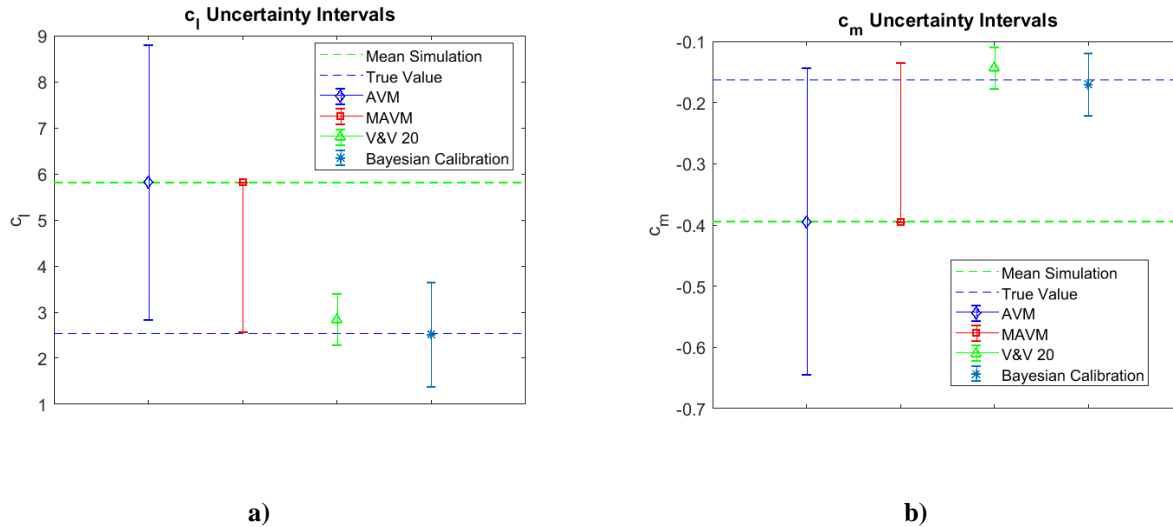 c_l Uncertainty Intervals
9
8
7
6
5
4
3
2
1
c_l
Mean Simulation
True Value
AVM
MAVM
V&V 20
Bayesian Calibration
a)
c_m Uncertainty Intervals
-0.1
-0.2
-0.3
-0.4
-0.5
-0.6
-0.7
c_m
Mean Simulation
True Value
AVM
MAVM
V&V 20
Bayesian Calibration
b)